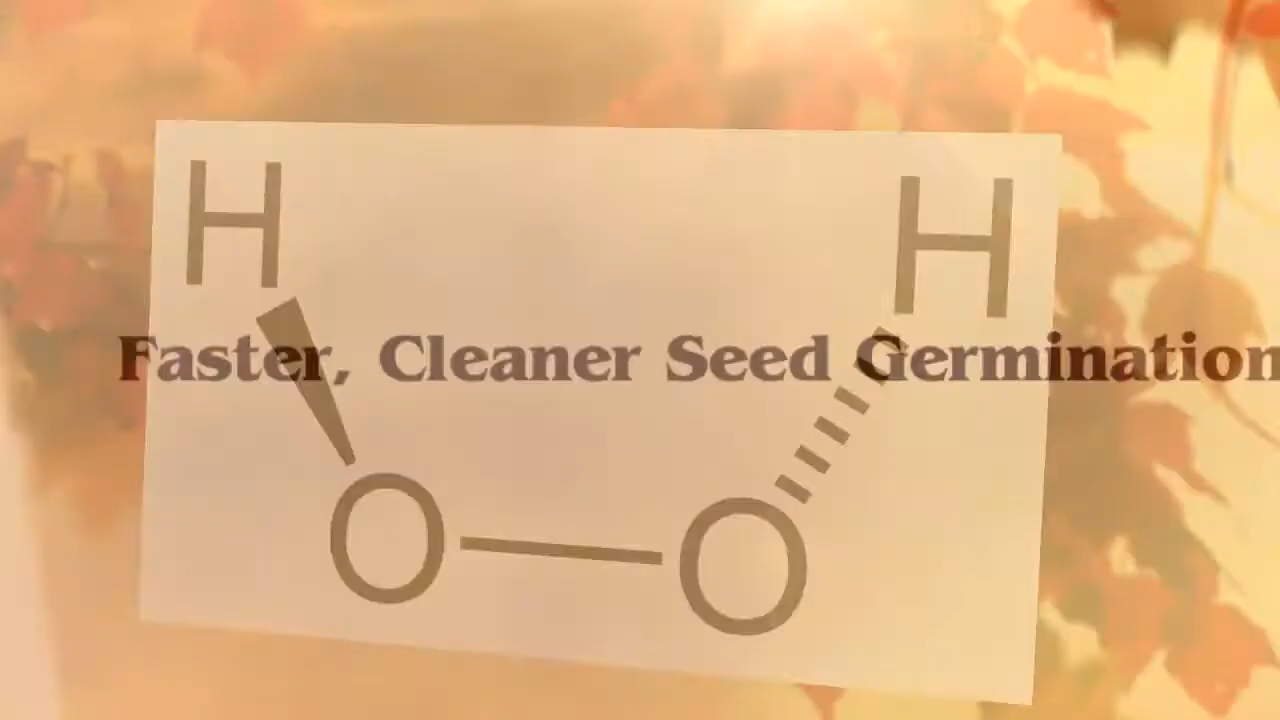 H H
Faster, Cleaner Seed Germination
O O